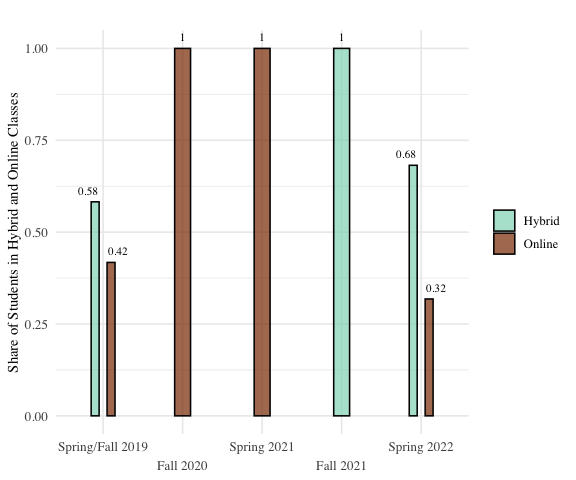 1 1 1
1.00
0.75
0.68
0.58
0.50
0.42
0.32
0.25
0.00
Share of Students in Hybrid and Online Classes
Hybrid
Online
Spring/Fall 2019 Spring 2021 Spring 2022
Fall 2020 Fall 2021